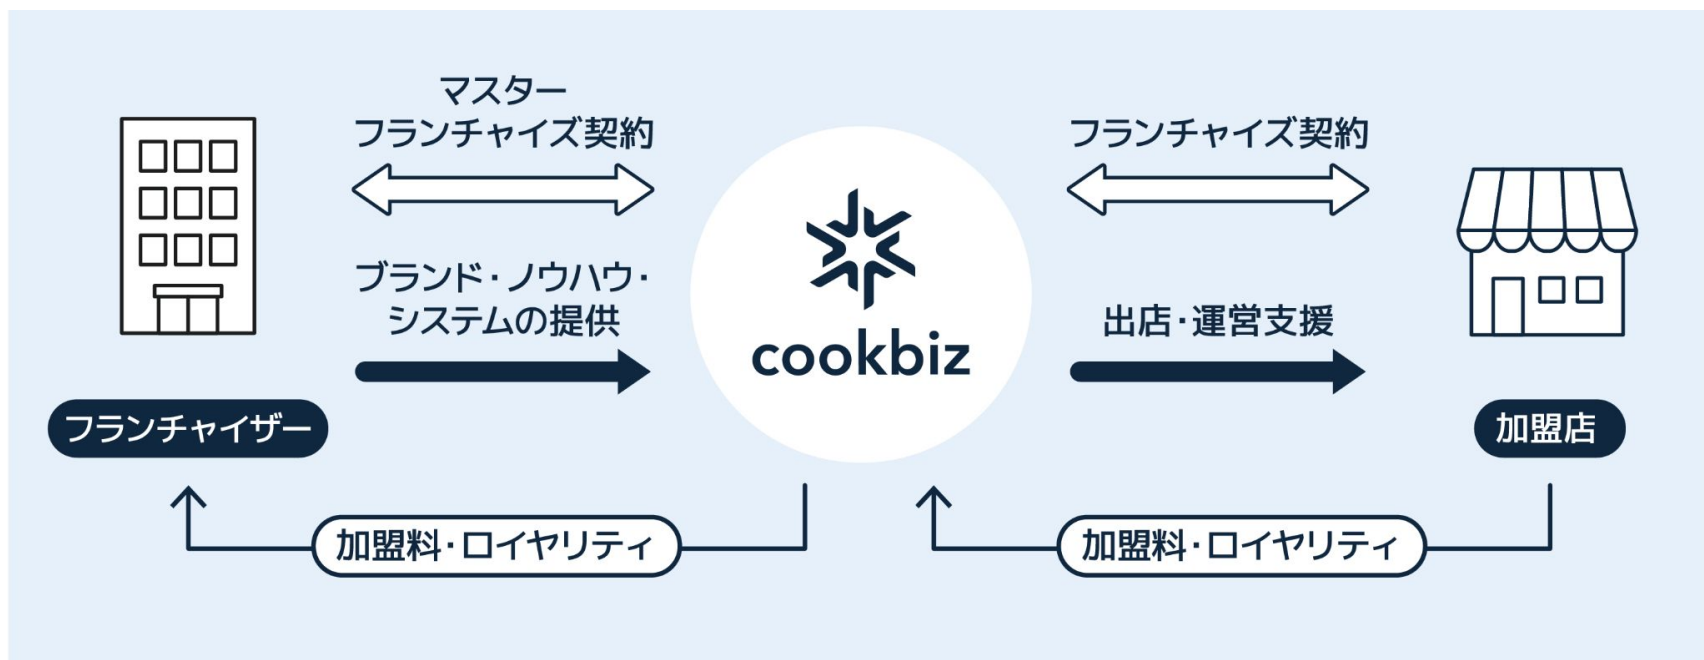 マスター
フランチャイズ契約
ブランド・ノウハウ・
システムの提供
フランチャイザー
加盟料・ロイヤリティ
cookbiz
フランチャイズ契約
出店・運営支援
加盟店
加盟料・ロイヤリティ